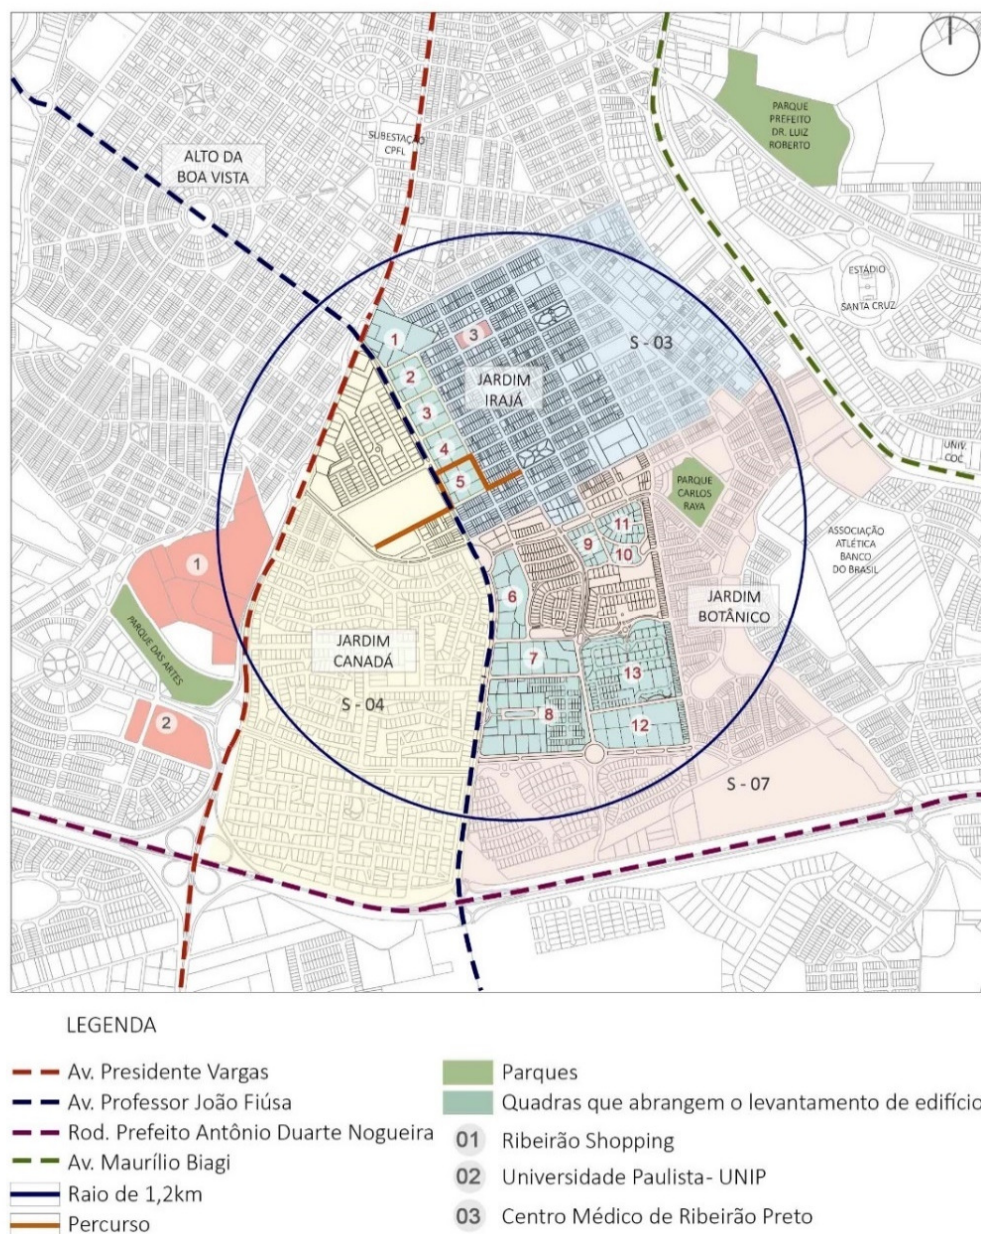 PARQUE
PREFEITO
DR. LUIZ
ROBERTO
SUBESTAÇÃO
CPFL
ALTO DA
BOA VISTA
ESTÁDIO
SANTA CRUZ
1
3
S - 03
2
JARDIM
IRAJÁ
3
4
UNIV.
COC
5
PARQUE
CARLOS
RAYA
11
9
10
ASSOCIAÇÃO
ATLÉTICA
BANCO
DO BRASIL
1
6
JARDIM
BOTÂNICO
PARQUE DAS ARTES
JARDIM
CANADÁ
7
13
S - 04
8
2
12
S - 07
LEGENDA
Av. Presidente Vargas
Av. Professor João Fiúsa
Rod. Prefeito Antônio Duarte Nogueira
Av. Maurílio Biagi
Raio de 1,2km
Percurso
Parques
Quadras que abrangem o levantamento de edifício
01 Ribeirão Shopping
02 Universidade Paulista- UNIP
03 Centro Médico de Ribeirão Preto